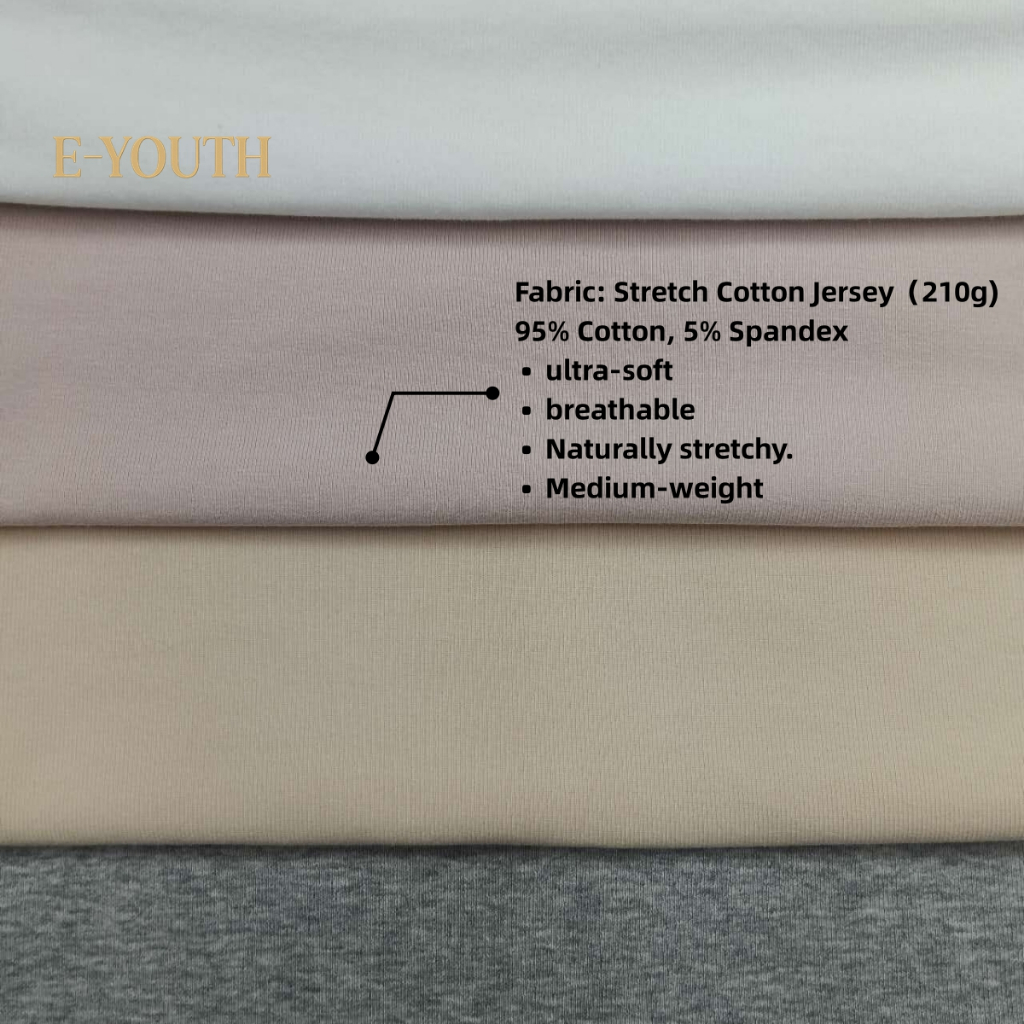 E-YOUTH
Fabric: Stretch Cotton Jersey（210g)
95% Cotton, 5% Spandex
• ultra-soft
• breathable
• Naturally stretchy.
• Medium-weight